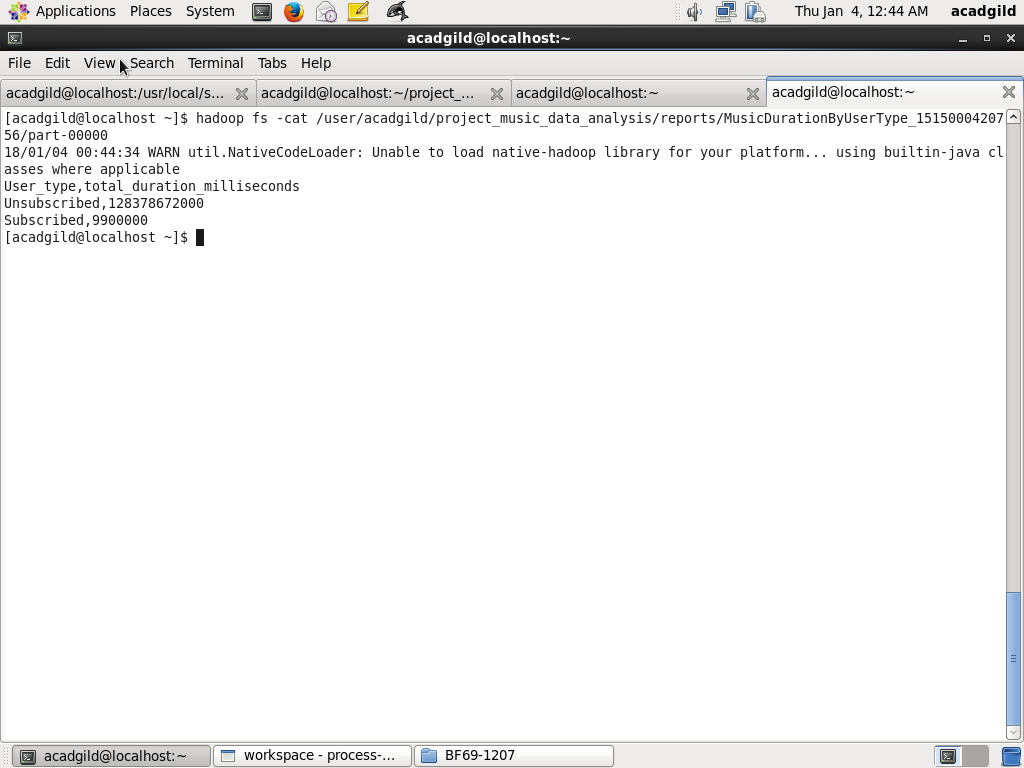 Applications Places System Thu Jan 4, 12:44 AM acadgild
acadgild@localhost:~
File Edit View Search Terminal Tabs Help
acadgild@localhost:/usr/local/s... acadgild@localhost:~/project_... acadgild@localhost:~ acadgild@localhost:~
[acadgild@localhost ~]$ hadoop fs -cat /user/acadgild/project_music_data_analysis/reports/MusicDurationByUserType_15150004207
56/part-00000
18/01/04 00:44:34 WARN util.NativeCodeLoader: Unable to load native-hadoop library for your platform... using builtin-java cl
asses where applicable
User_type,total_duration_milliseconds
Unsubscribed,128378672000
Subscribed,9900000
[acadgild@localhost ~]$
acadgild@localhost:~ workspace - process-... BF69-1207